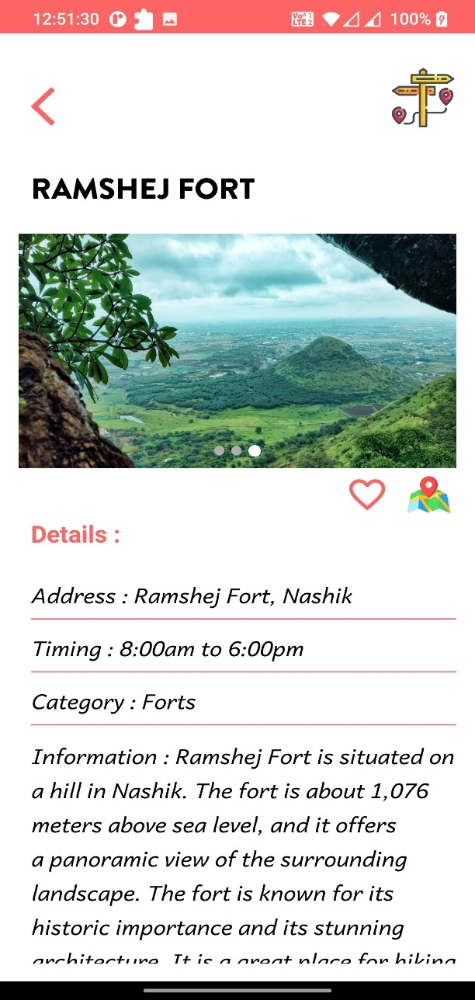 12:51:30 Vo 1 LTE 2 100%
RAMSHEJ FORT
Details :
Address : Ramshej Fort, Nashik
Timing : 8:00am to 6:00pm
Category : Forts
Information : Ramshej Fort is situated on
a hill in Nashik. The fort is about 1,076
meters above sea level, and it offers
a panoramic view of the surrounding
landscape. The fort is known for its
historic importance and its stunning
architecture. It is a great place for hiking